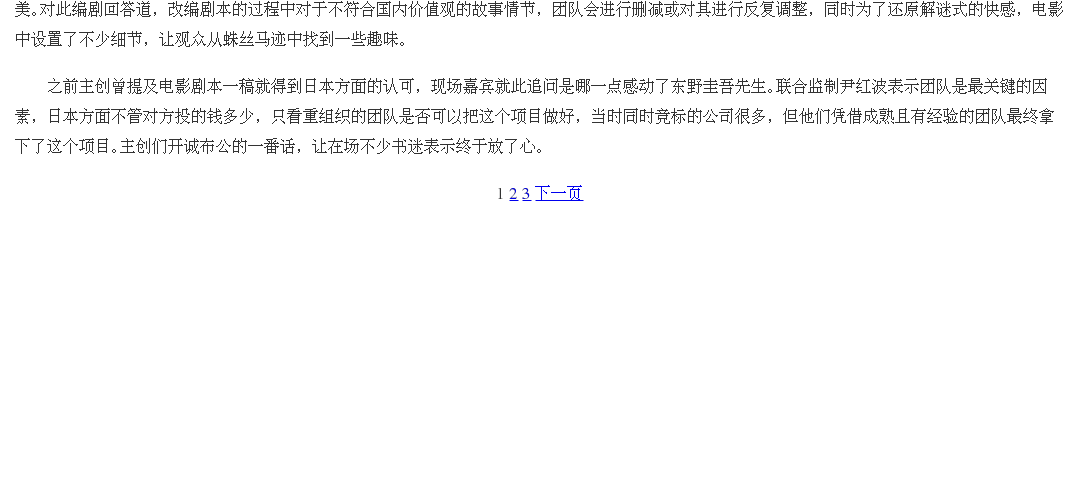 美。对此编剧回答道，改编剧本的过程中对于不符合国内价值观的故事情节，团队会进行删减或对其进行反复调整，同时为了还原解谜式的快感，电影
中设置了不少细节，让观众从蛛丝马迹中找到一些趣味。
之前主创曾提及电影剧本一稿就得到日本方面的认可，现场嘉宾就此追问是哪一点感动了东野圭吾先生。联合监制尹红波表示团队是最关键的因
素，日本方面不管对方投的钱多少，只看重组织的团队是否可以把这个项目做好，当时同时竞标的公司很多，但他们凭借成熟且有经验的团队最终拿
下了这个项目。主创们开诚布公的一番话，让在场不少书迷表示终于放了心。
1 2 3 下一页